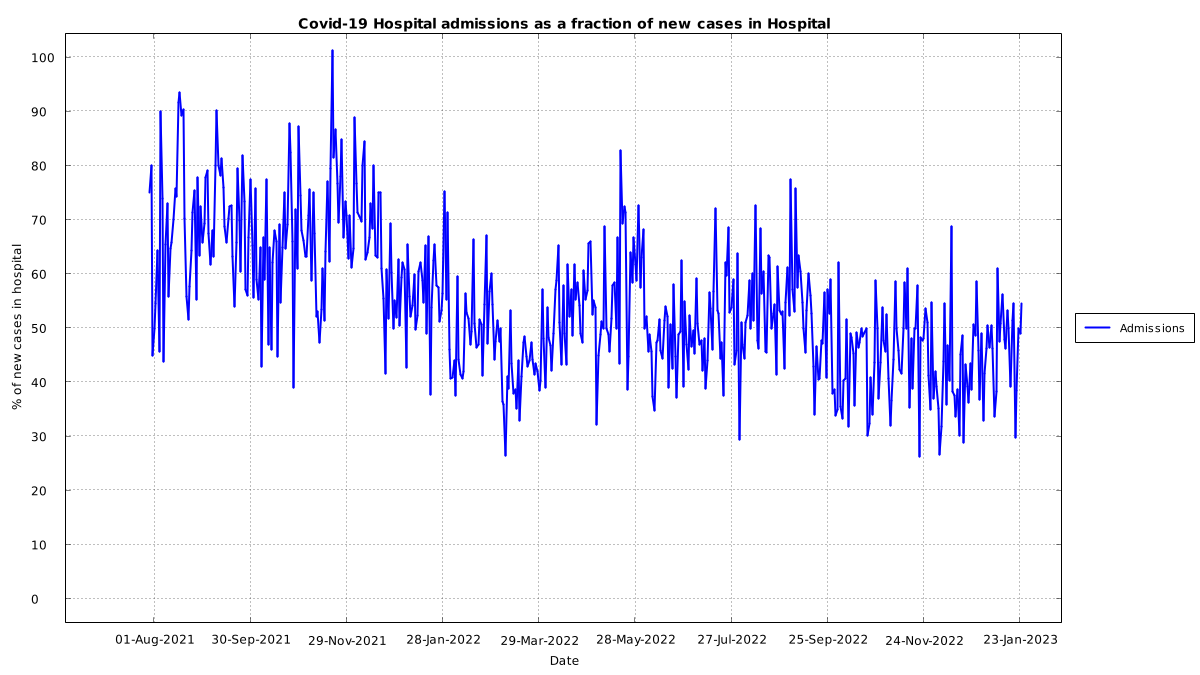 Covid-19 Hospital admissions as a fraction of new cases in Hospital
% of new cases in hospital
100
90
80
70
60
50
40
30
20
10
0
01-Aug-2021 30-Sep-2021 29-Nov-2021 28-Jan-2022 29-Mar-2022 28-May-2022 27-Jul-2022 25-Sep-2022 24-Nov-2022 23-Jan-2023
Date
Admissions